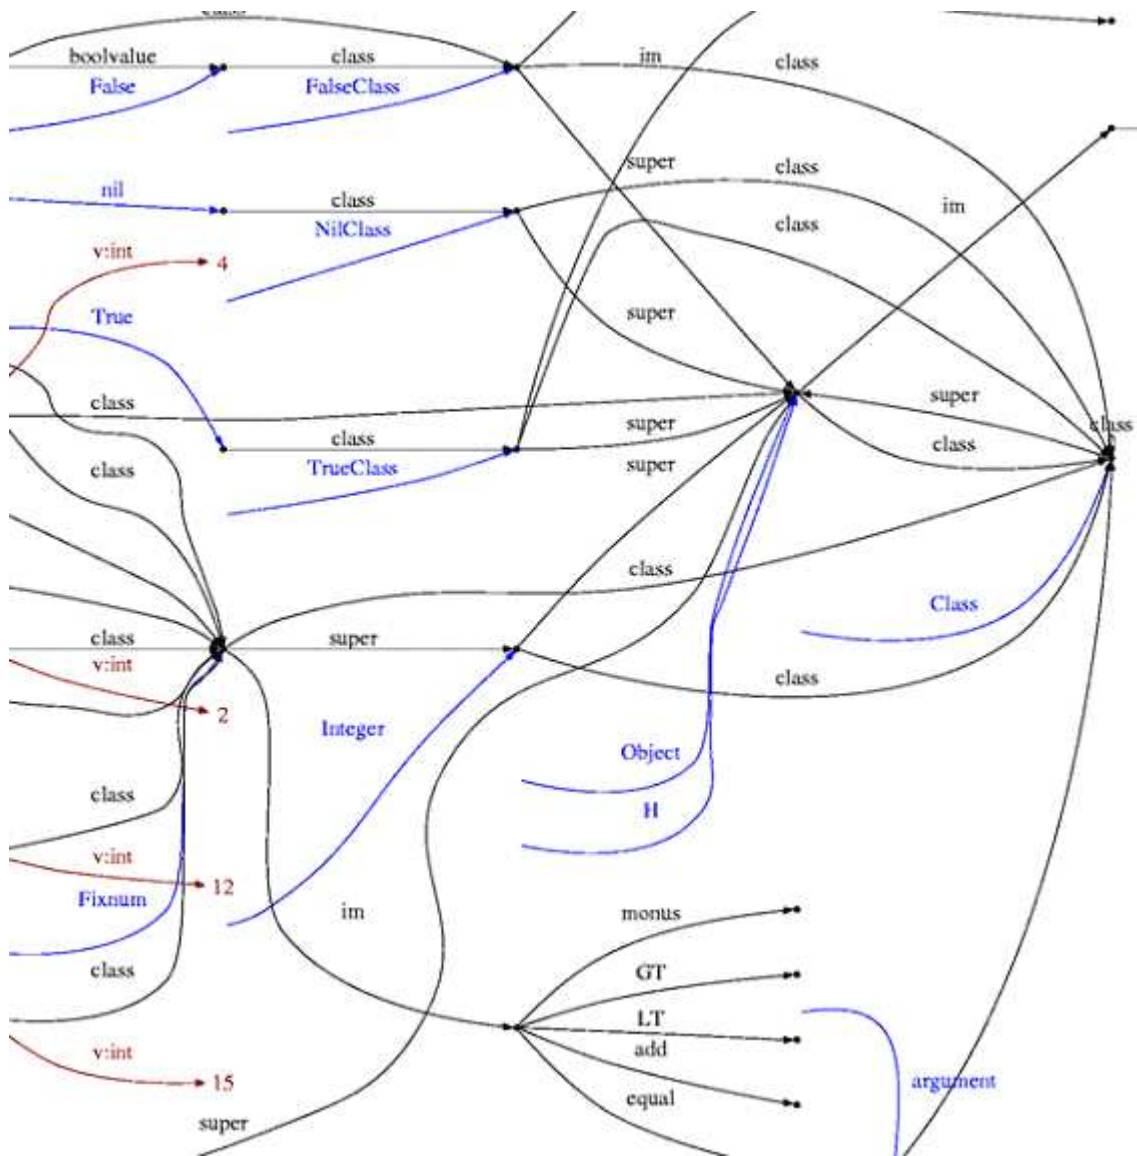 class
boolvalue
class
im
class
False
FalseClass
super
class
nil
class
im
NilClass
class
v:int
4
True
super
class
super
class
class
super
class
TrueClass
super
class
class
Class
class
super
v:int
class
2
Integer
Object
class
H
v:int
12
Fixnum
im
monus
class
GT
LT
v:int
add
15
argument
equal
super